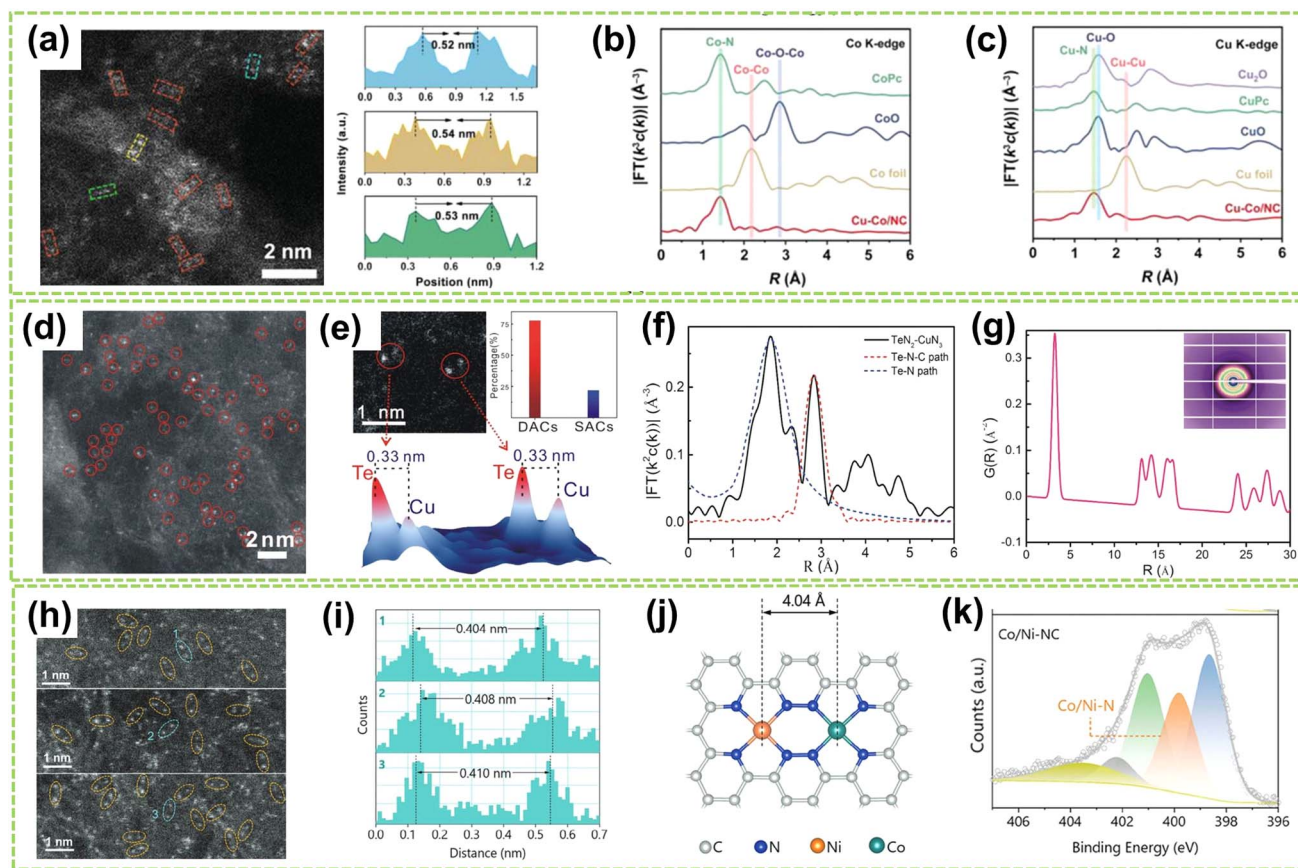 (a)
2 nm
0.52 nm
0.0 0.3 0.6 0.9 1.2 1.5
0.54 nm
0.0 0.3 0.6 0.9
0.53 nm
0.0 0.3 0.6 0.9 1.2
Intensity (a.u.)
Position (nm)
(b)
Co K-edge
Co-N
Co-O-Co
Co-Co
CoPc
CoO
Co foil
Cu-Co/NC
|FT(k³c(k))| (Å⁻³)
0 1 2 3 4 5 6
R (Å)
(c)
Cu K-edge
Cu-O
Cu-N
Cu-Cu
Cu₂O
CuPc
CuO
Cu foil
Cu-Co/NC
|FT(k³c(k))| (Å⁻³)
0 1 2 3 4 5 6
R (Å)
(d)
2 nm
(e)
1 nm
Percentage(%)
75
50
25
DACs SACs
0.33 nm
Te
Cu
0.33 nm
Te
Cu
(f)
TeN₂-CuN₃
Te-N-C path
Te-N path
|FT(k²c(k))| (Å⁻³)
0.2
0.1
0.0
0 1 2 3 4 5 6
R (Å)
(g)
G(R) (Å⁻²)
0.3
0.2
0.1
0.0
-0.1
0 5 10 15 20 25 30
R (Å)
(h)
1
1 nm
2
1 nm
3
1 nm
(i)
1
0.404 nm
2
0.408 nm
3
0.410 nm
Counts
0.0 0.1 0.2 0.3 0.4 0.5 0.6 0.7
Distance (nm)
(j)
4.04 Å
C N Ni Co
(k)
Co/Ni-NC
Co/Ni-N
Counts (a.u.)
406 404 402 400 398 396
Binding Energy (eV)